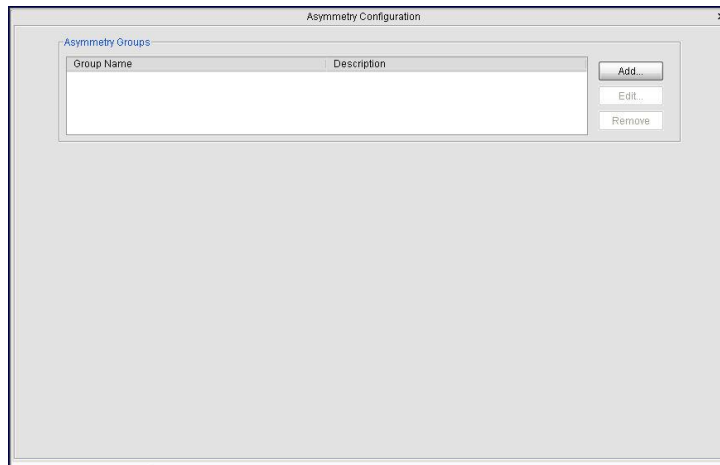 Asymmetry Configuration
Asymmetry Groups
Group Name Description
Add...
Edit...
Remove